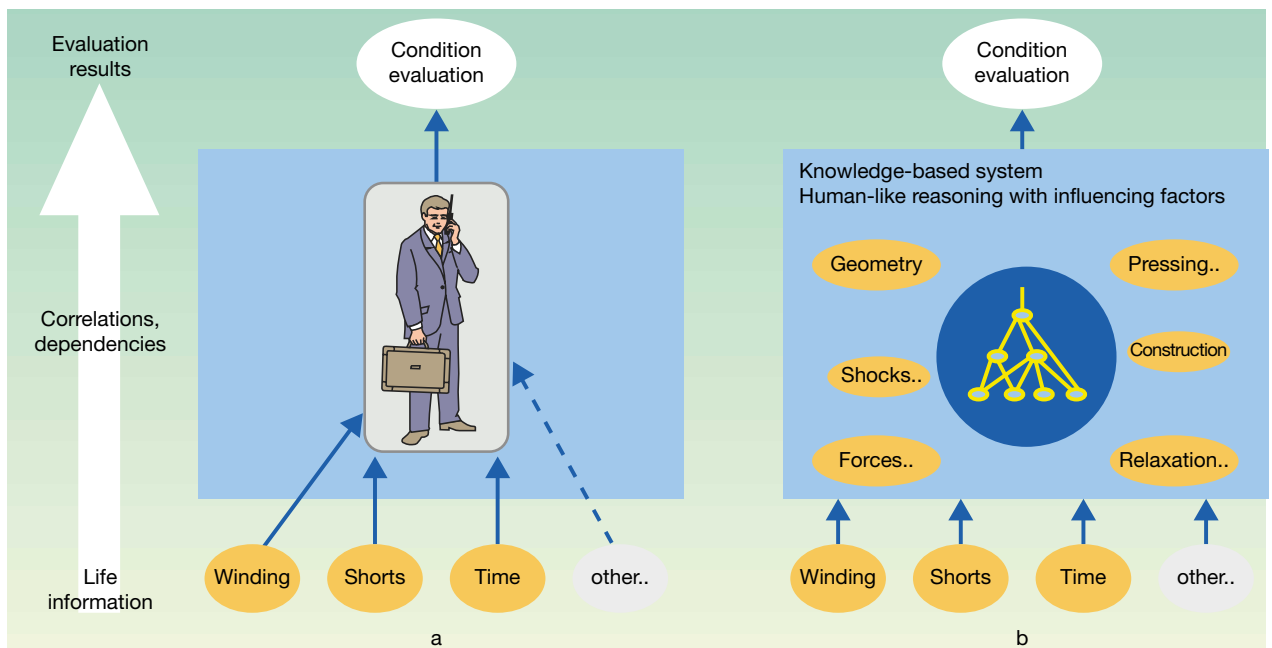 Evaluation
results
Correlations,
dependencies
Life
information
Condition
evaluation
Winding
Shorts
Time
other..
a
Condition
evaluation
Knowledge-based system
Human-like reasoning with influencing factors
Geometry
Pressing..
Construction
Shocks..
Forces..
Relaxation..
Winding
Shorts
Time
other..
b